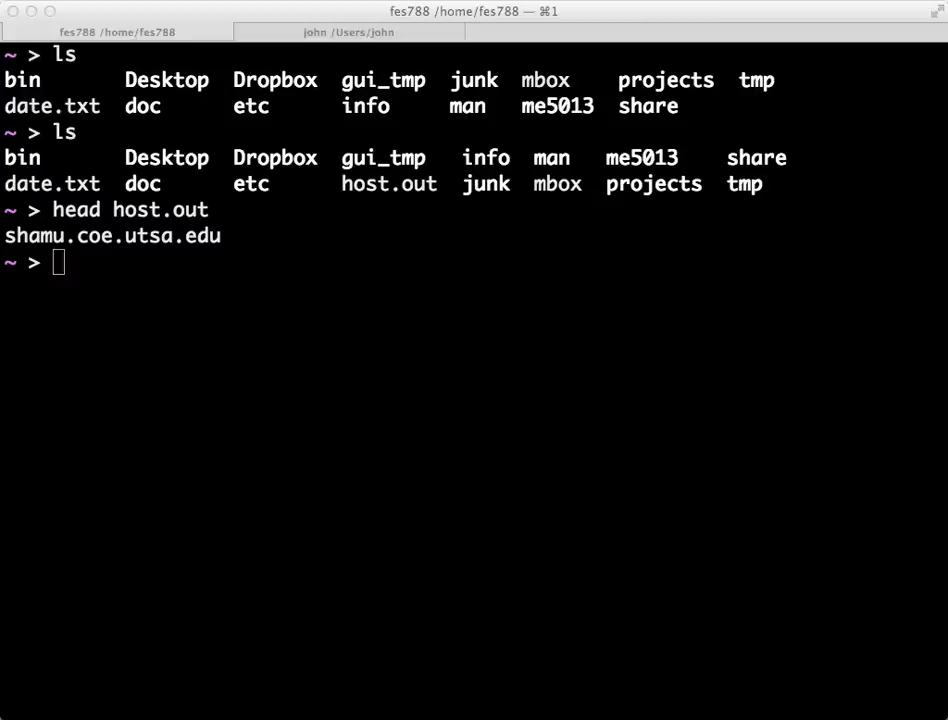 fes788 /home/fes788 — ⌘1
fes788 /home/fes788 john /Users/john
~ > ls
bin Desktop Dropbox gui_tmp junk mbox projects tmp
date.txt doc etc info man me5013 share
~ > ls
bin Desktop Dropbox gui_tmp info man me5013 share
date.txt doc etc host.out junk mbox projects tmp
~ > head host.out
shamu.coe.utsa.edu
~ >